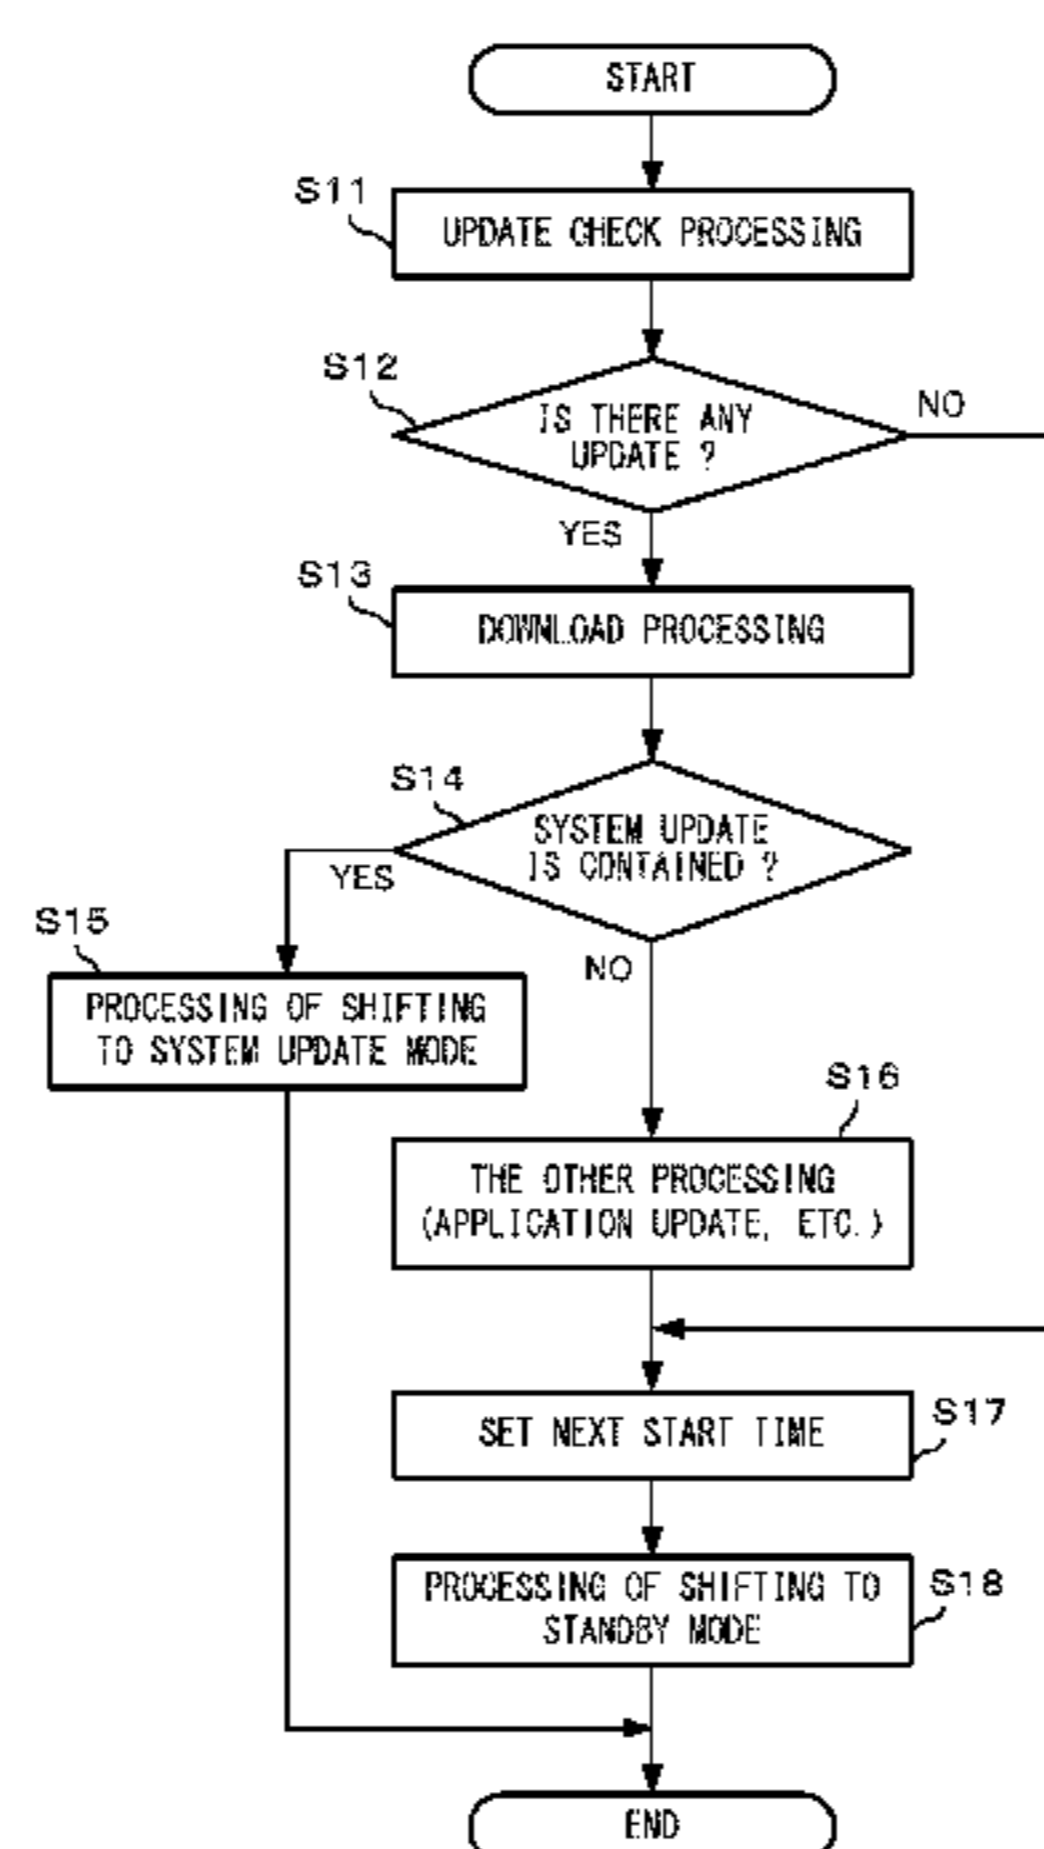 START
S11
UPDATE CHECK PROCESSING
S12
IS THERE ANY
UPDATE ?
NO
YES
S13
DOWNLOAD PROCESSING
S14
SYSTEM UPDATE
IS CONTAINED ?
YES
NO
S15
PROCESSING OF SHIFTING
TO SYSTEM UPDATE MODE
S16
THE OTHER PROCESSING
(APPLICATION UPDATE, ETC.)
SET NEXT START TIME
S17
PROCESSING OF SHIFTING TO
STANDBY MODE
S18
END